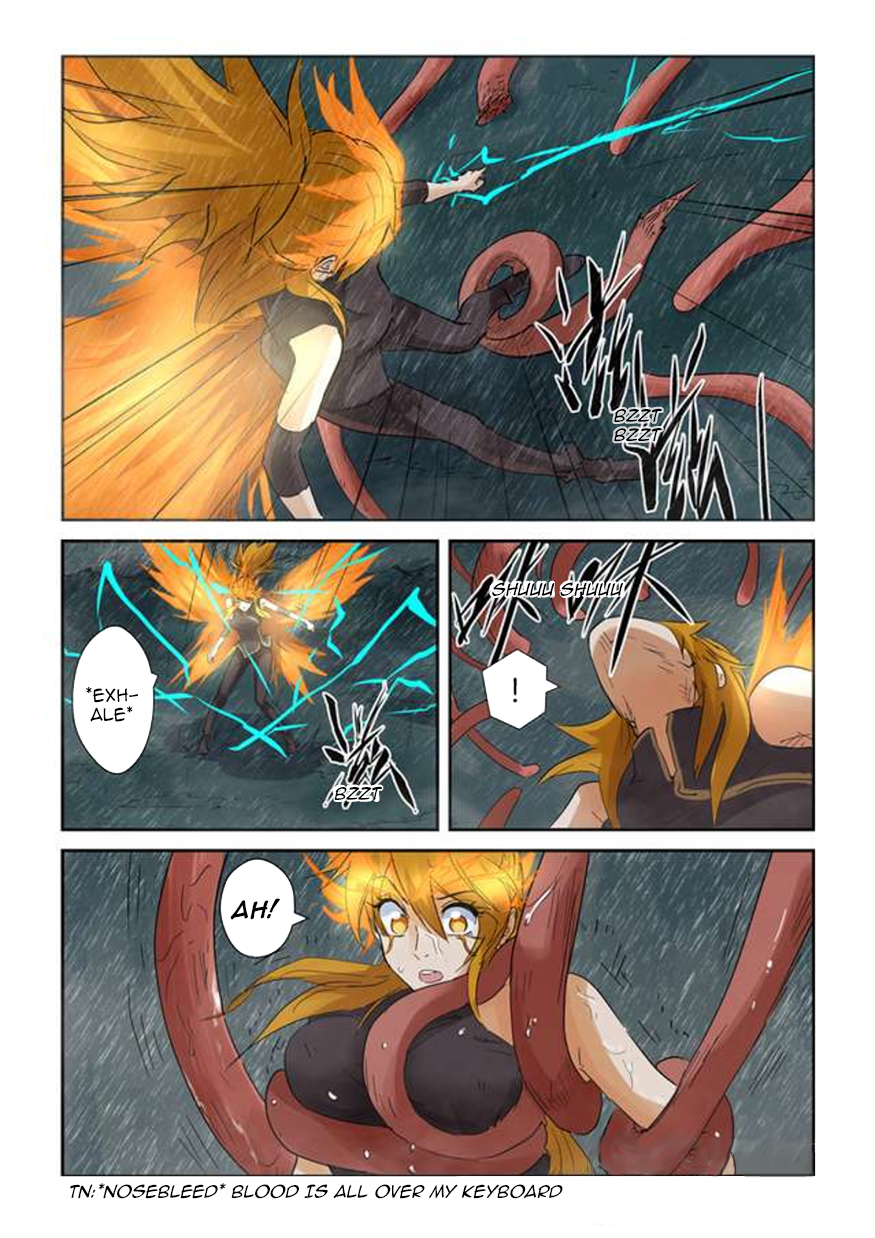 BZZT
BZZT
*EXH-
ALE*
BZZT
SHUUU SHUUU
!
AH!
TN:*NOSEBLEED* BLOOD IS ALL OVER MY KEYBOARD